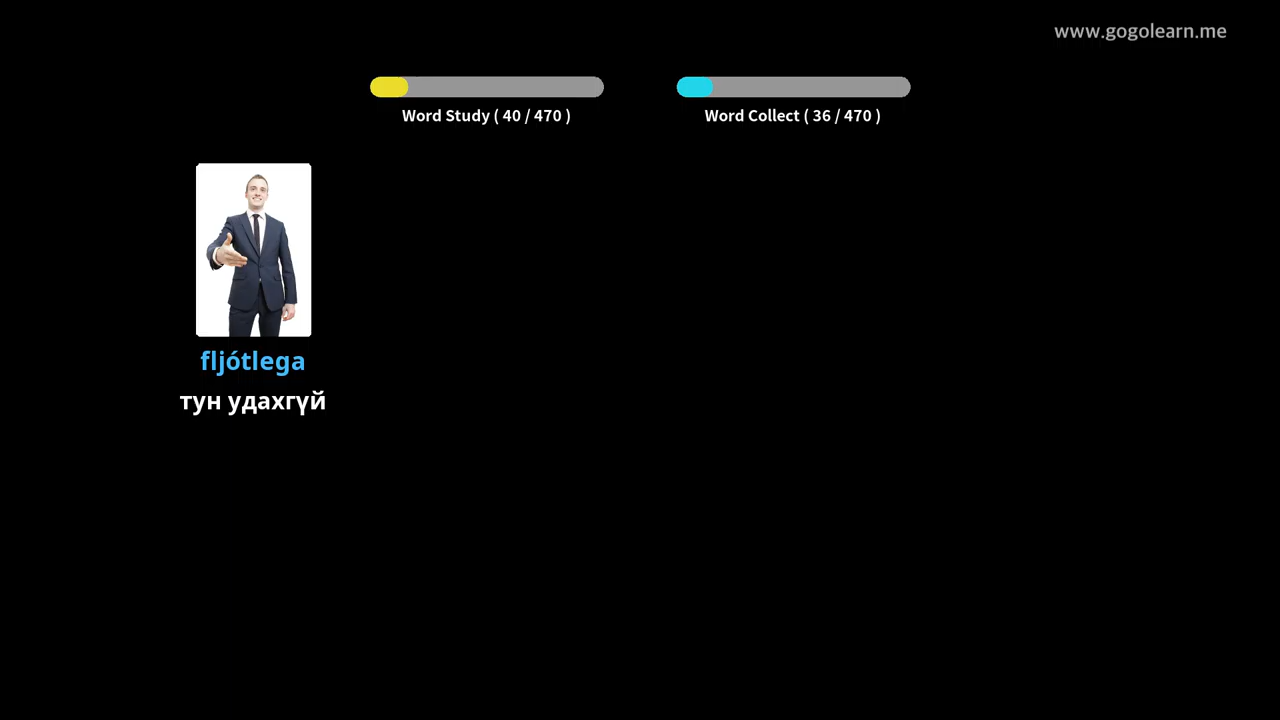 www.gogolearn.me
Word Study ( 40 / 470 )
Word Collect ( 36 / 470 )
fljótlega
тун удахгүй